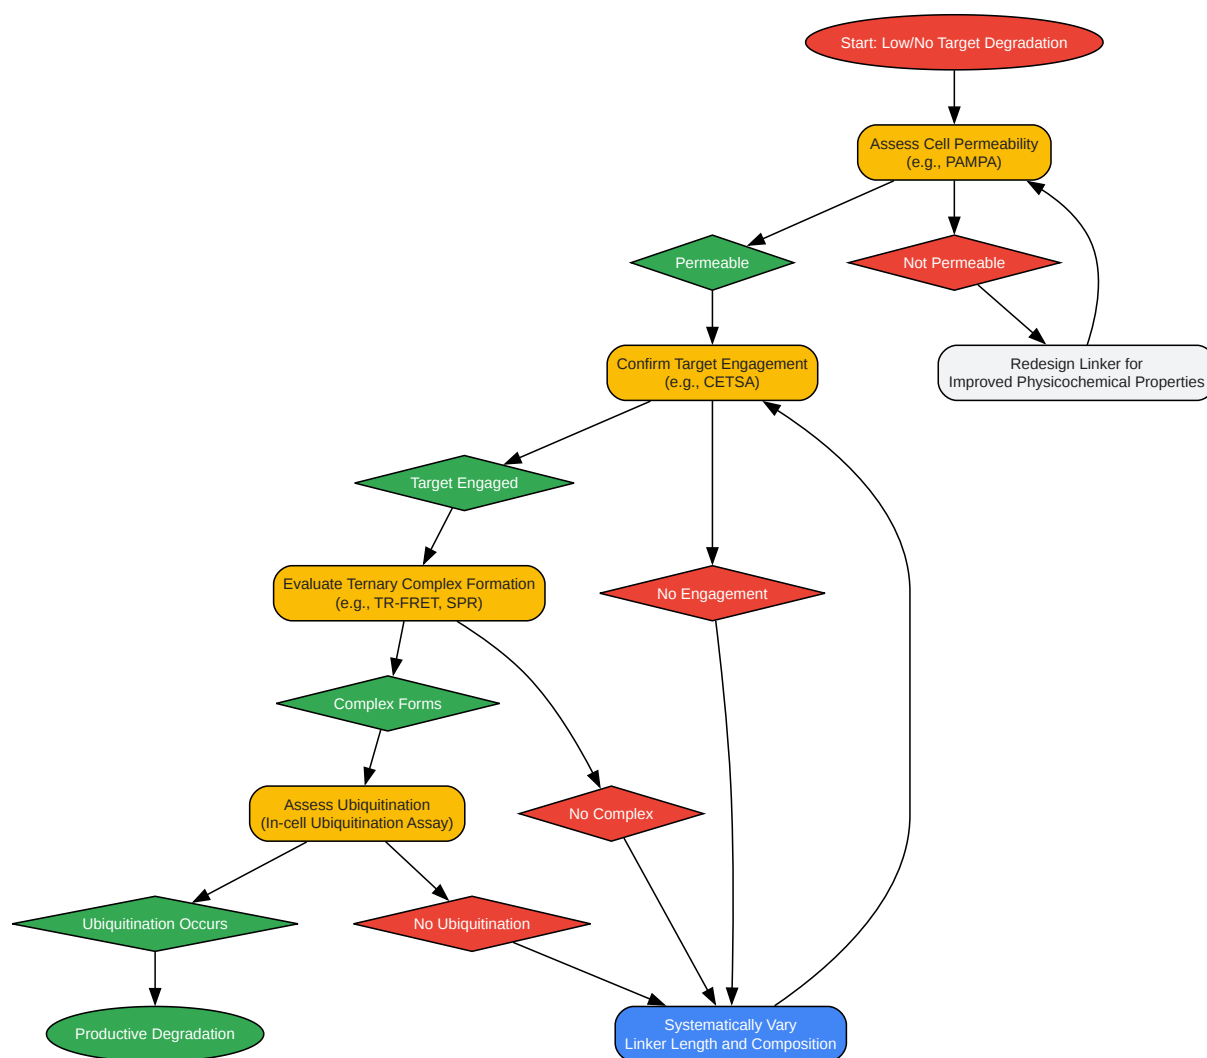 Start: Low/No Target Degradation
Assess Cell Permeability
(e.g., PAMPA)
Permeable
Not Permeable
Confirm Target Engagement
(e.g., CETSA)
Redesign Linker for
Improved Physicochemical Properties
Target Engaged
Evaluate Ternary Complex Formation
(e.g., TR-FRET, SPR)
No Engagement
Complex Forms
Assess Ubiquitination
(In-cell Ubiquitination Assay)
No Complex
Ubiquitination Occurs
No Ubiquitination
Productive Degradation
Systematically Vary
Linker Length and Composition